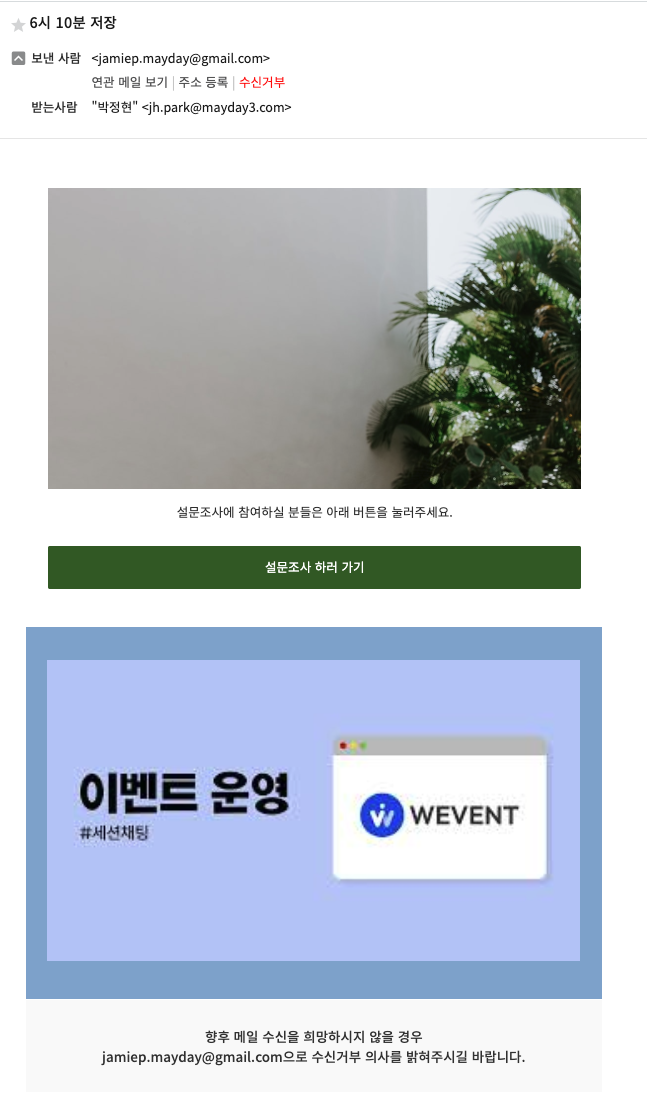 6시 10분 저장
보낸 사람 <jamiep.mayday@gmail.com>
연관 메일 보기 | 주소 등록 | 수신거부
받는사람 "박정현" <jh.park@mayday3.com>
설문조사에 참여하실 분들은 아래 버튼을 눌러주세요.
설문조사 하러 가기
이벤트 운영
#세션채팅
WEVENT
향후 메일 수신을 희망하시지 않을 경우
jamiep.mayday@gmail.com으로 수신거부 의사를 밝혀주시길 바랍니다.